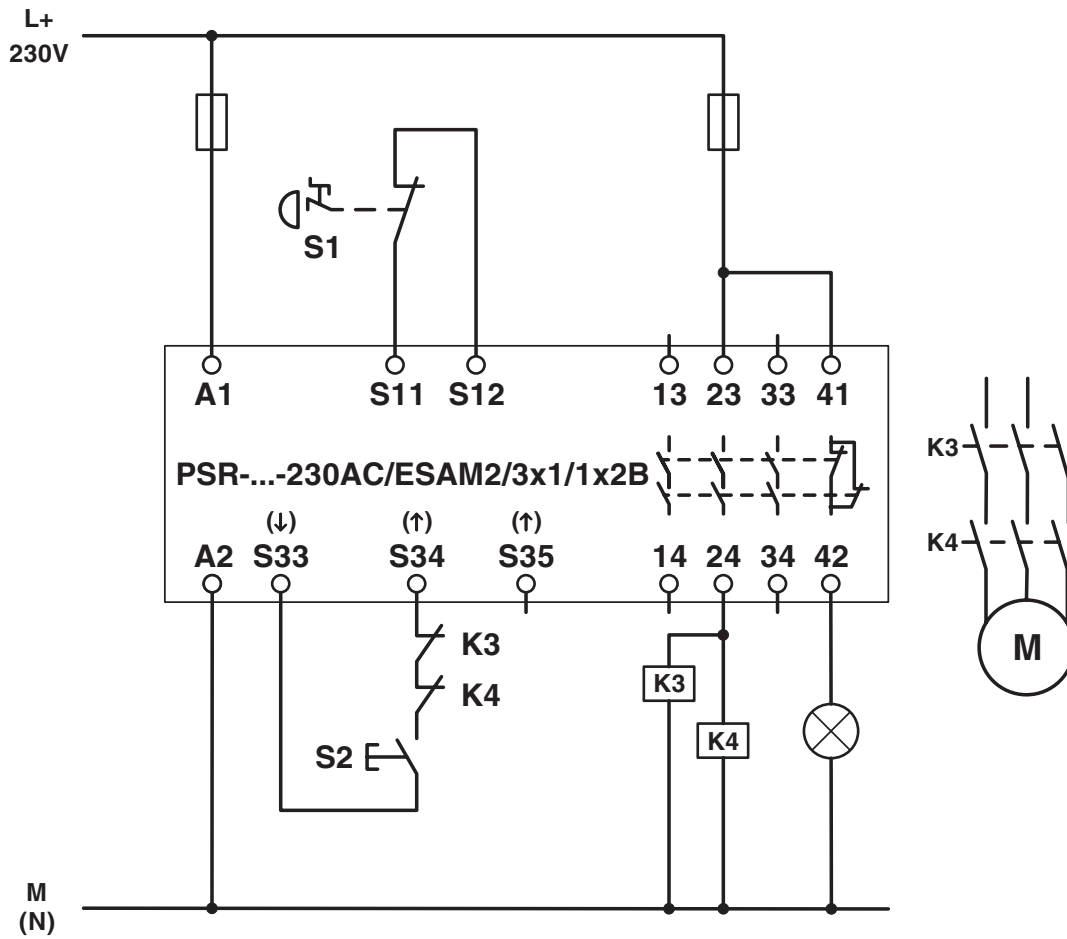 L+
230V
S1
A1 S11 S12 13 23 33 41
PSR-...-230AC/ESAM2/3x1/1x2B
(↓) (↑) (↑)
A2 S33 S34 S35 14 24 34 42
K3
K4
S2
K3
K4
K3
K4
M
M
(N)